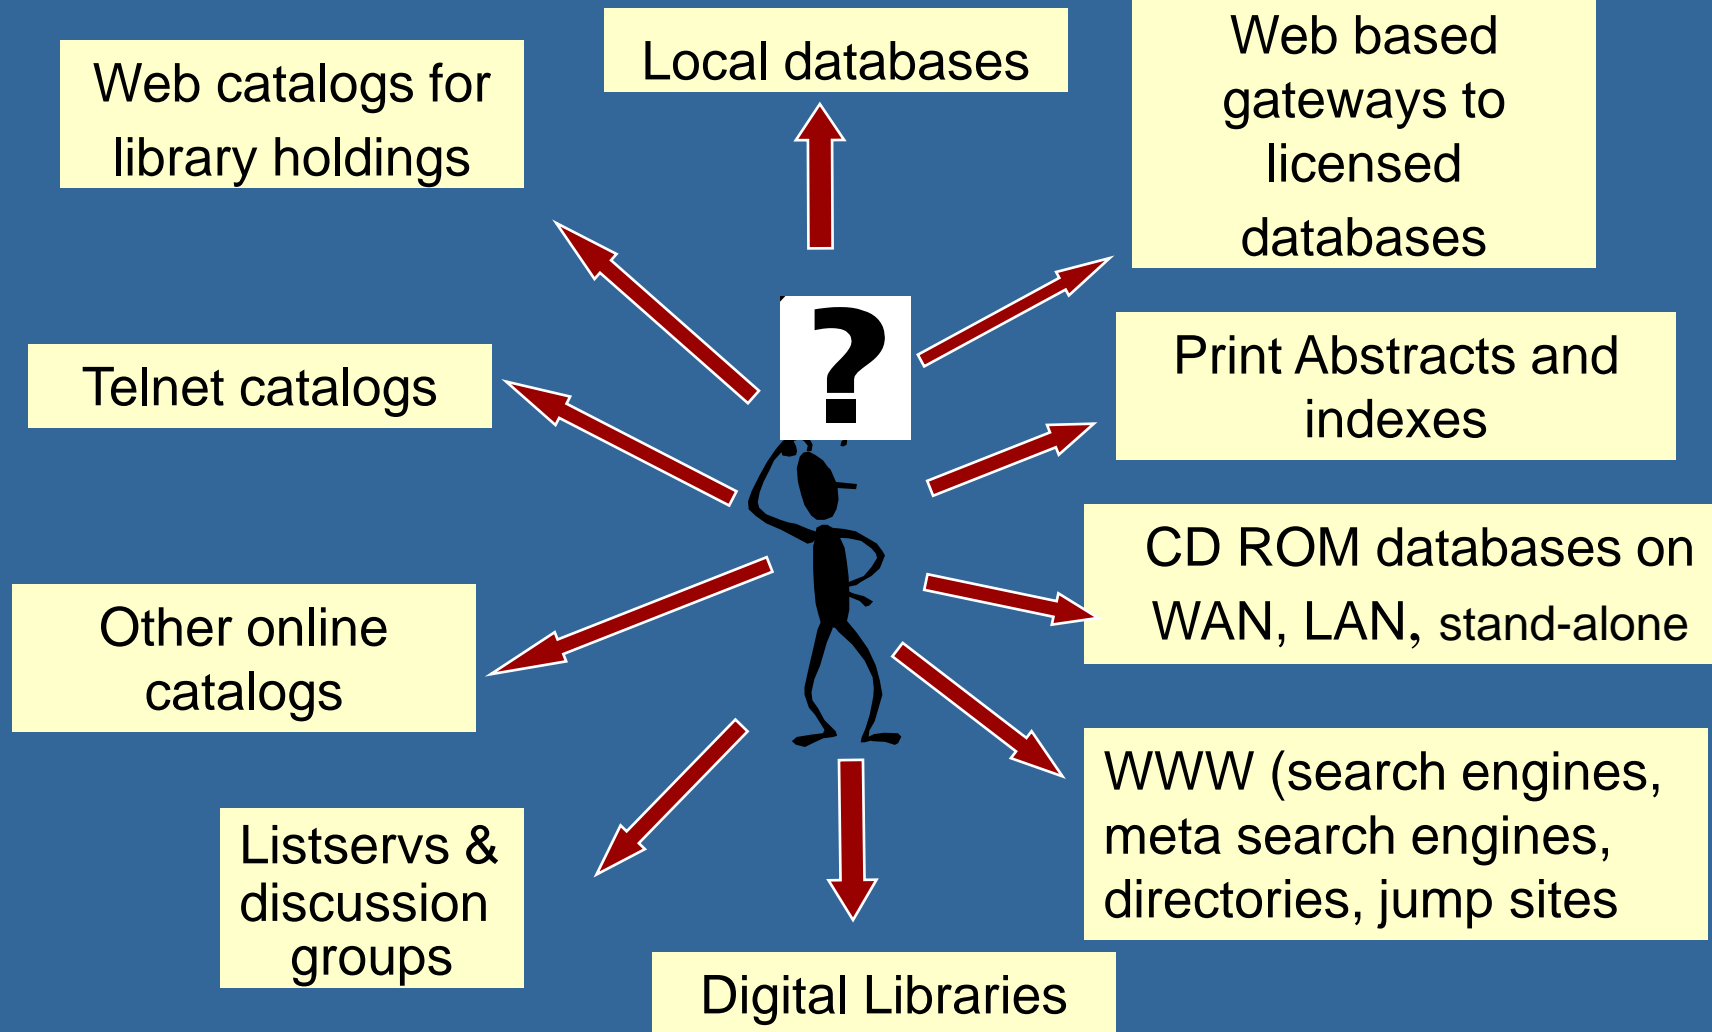 Local databases
Web based
gateways to
licensed
databases
Web catalogs for
library holdings
?
Print Abstracts and
indexes
Telnet catalogs
CD ROM databases on
WAN, LAN, stand-alone
Other online
catalogs
WWW (search engines,
meta search engines,
directories, jump sites
Listservs &
discussion
groups
Digital Libraries